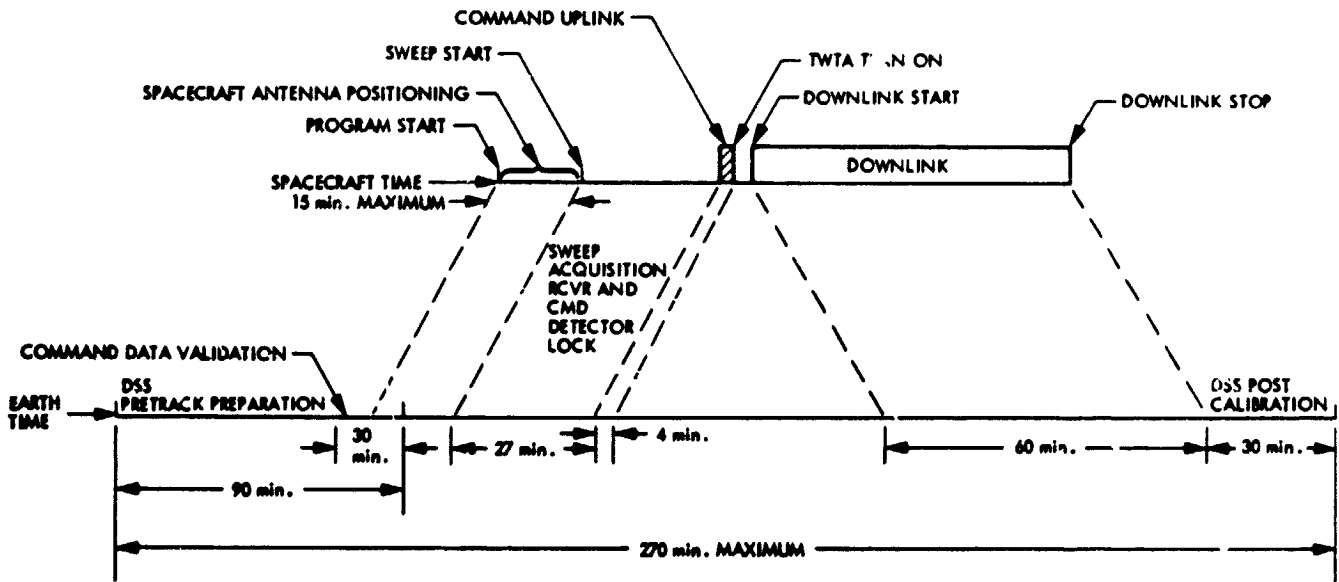 COMMAND UPLINK
SWEEP START
TWTA ON
SPACECRAFT ANTENNA POSITIONING
DOWNLINK START
DOWNLINK STOP
PROGRAM START
DOWNLINK
SPACECRAFT TIME
15 min. MAXIMUM
SWEEP
ACQUISITION
RCVR AND
CMD
DETECTOR
LOCK
COMMAND DATA VALIDATION
DSS
PRETRACK PREPARATION
EARTH
TIME
DSS POST
CALIBRATION
30
min.
27 min.
4 min.
60 min.
30 min.
90 min.
270 min. MAXIMUM